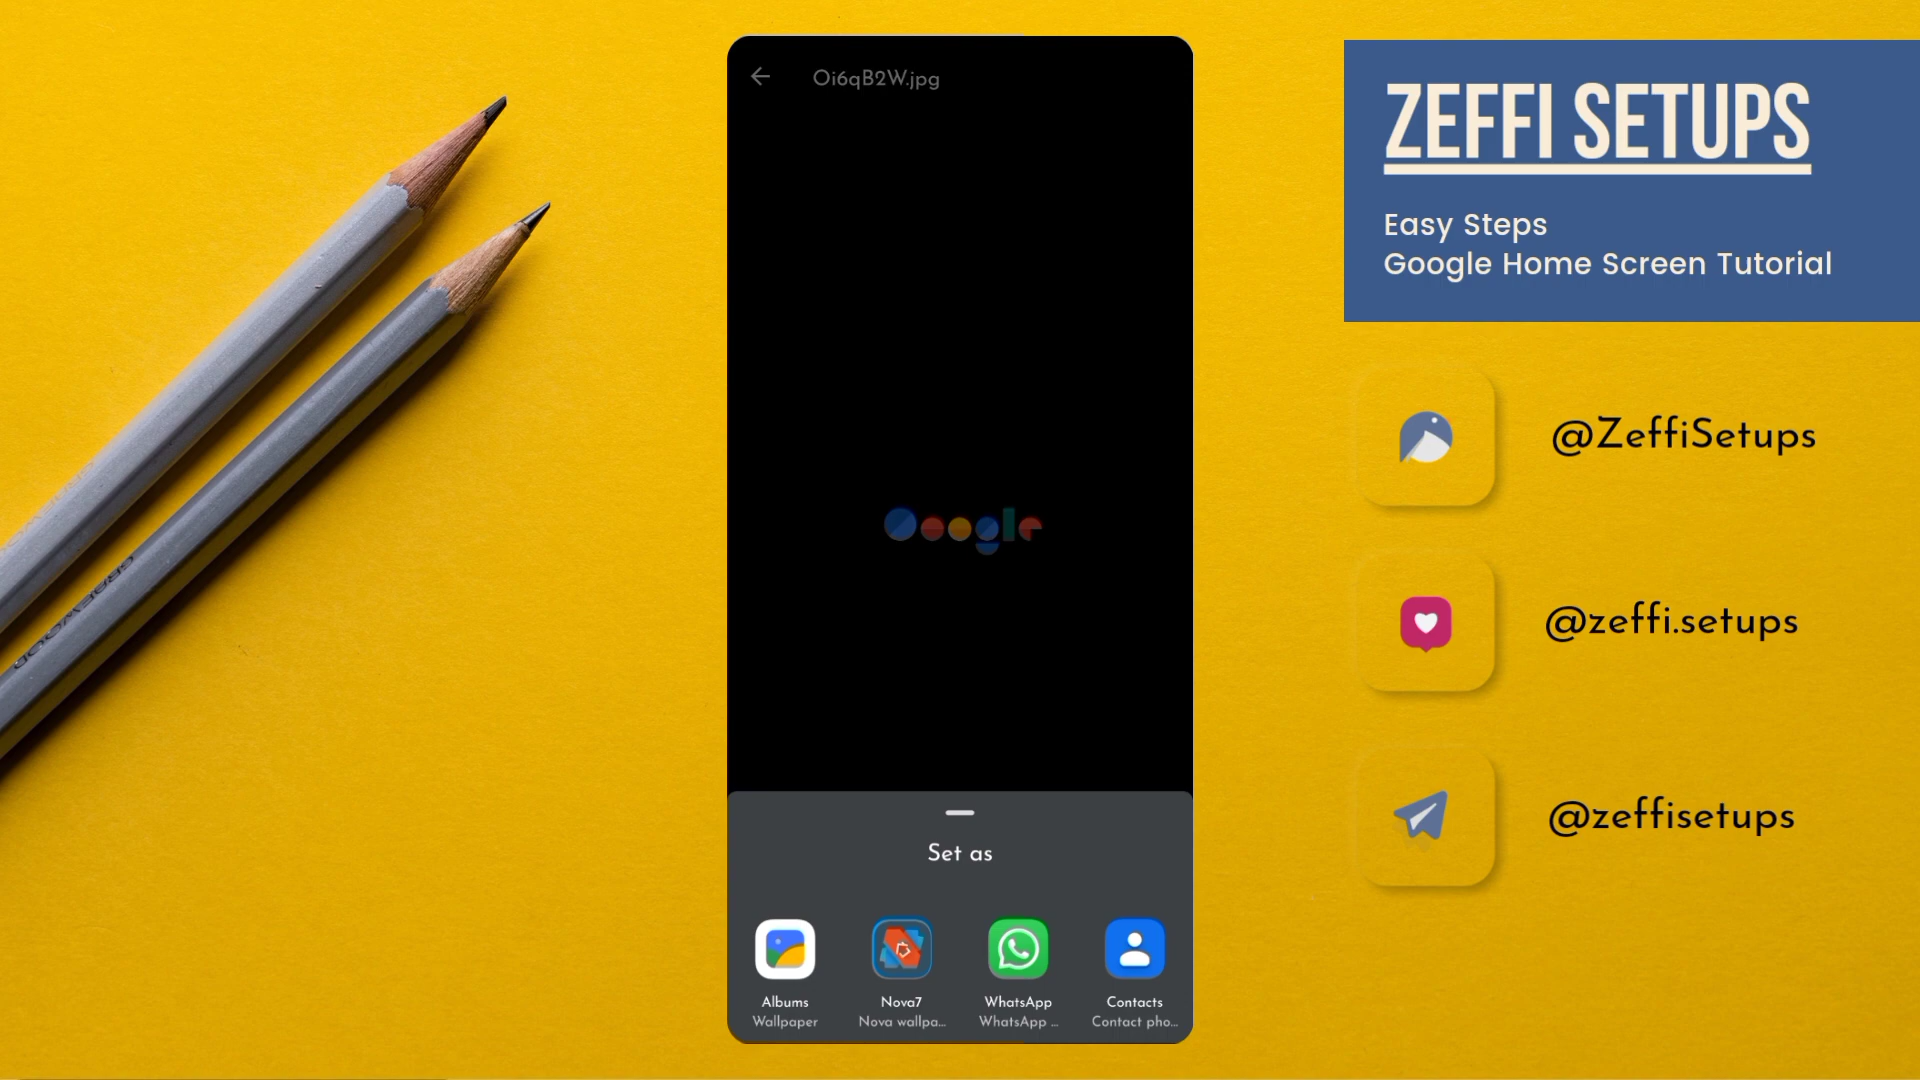 Oi6qB2W.jpg
Google
Set as
Albums
Wallpaper
Nova7
Nova wallpa...
WhatsApp
WhatsApp ...
Contacts
Contact pho...
ZEFFI SETUPS
Easy Steps
Google Home Screen Tutorial
@ZeffiSetups
@zeffi.setups
@zeffisetups